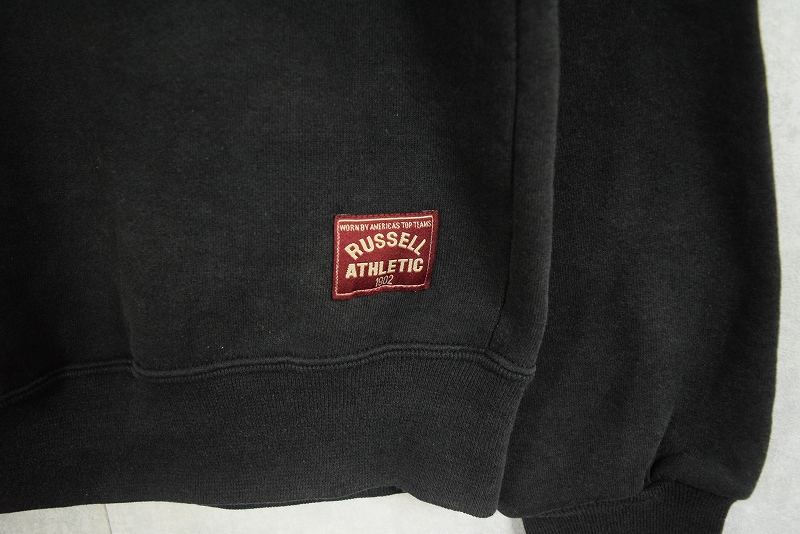 WORN BY AMERICA'S TOP TEAMS
RUSSELL
ATHLETIC
1902